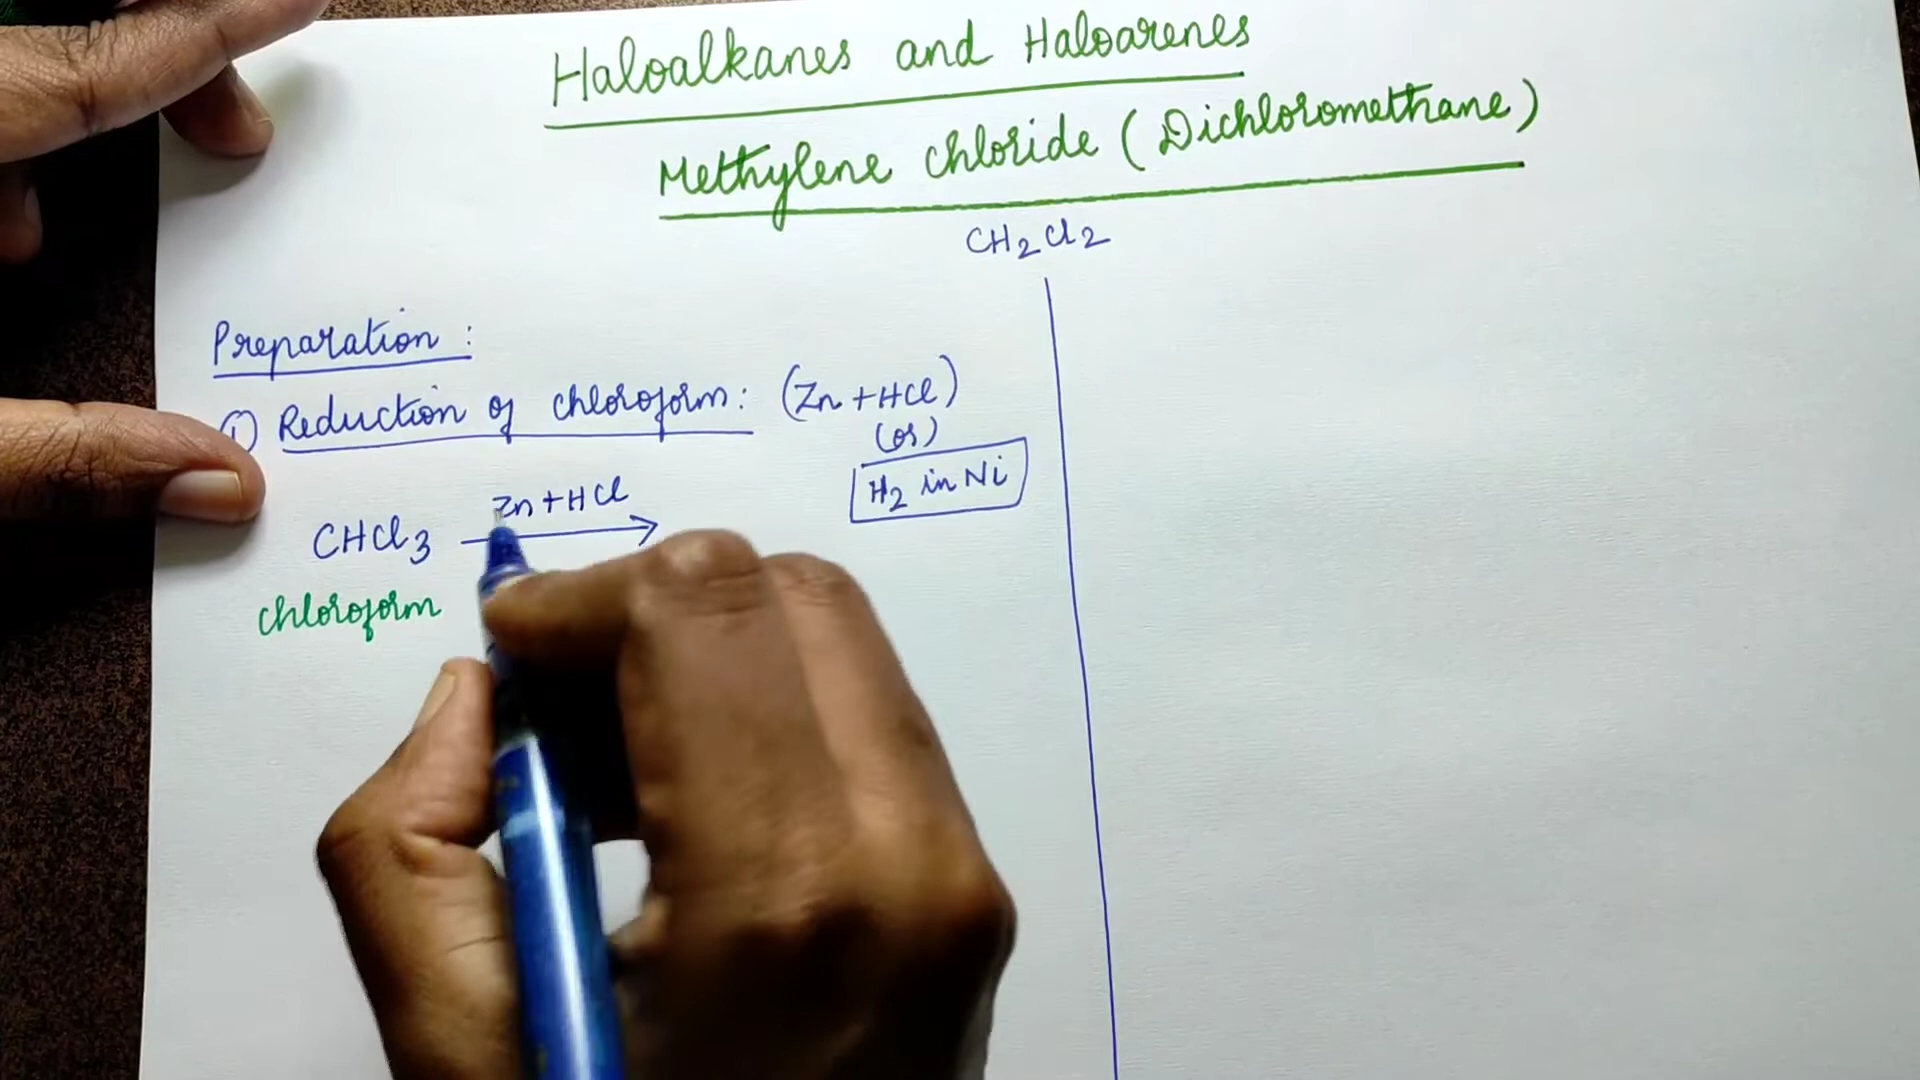 Haloalkanes and Haloarenes
Methylene chloride (Dichloromethane)
CH2Cl2
Preparation :
1) Reduction of chloroform: (Zn+HCl)
(or)
H2 in Ni
Zn+HCl
CHCl3
chloroform